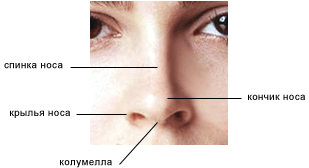 спинка носа
кончик носа
крылья носа
колумелла